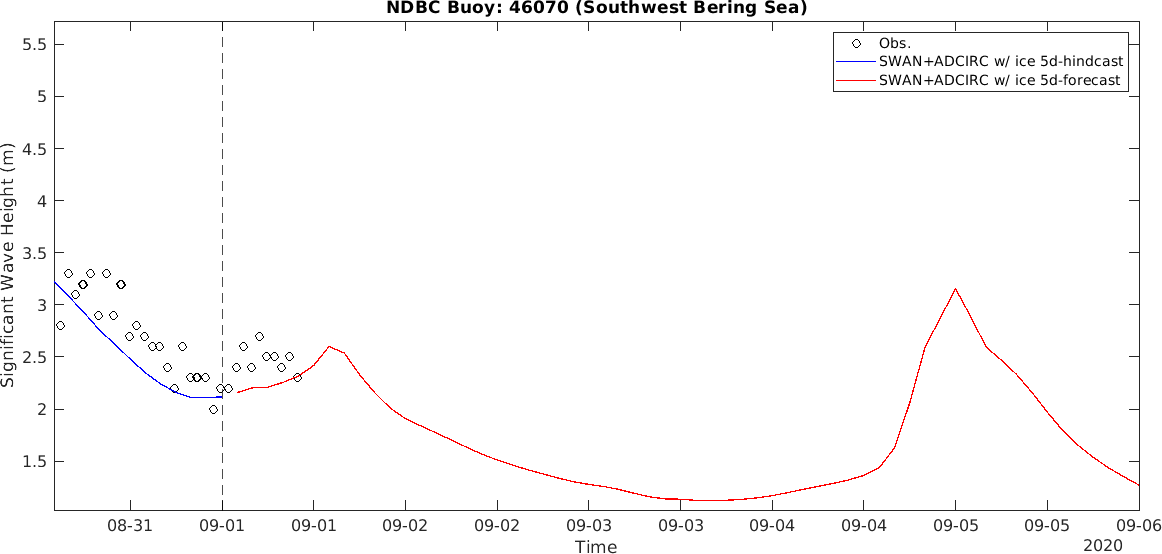 NDBC Buoy: 46070 (Southwest Bering Sea)
Obs.
SWAN+ADCIRC w/ ice 5d-hindcast
SWAN+ADCIRC w/ ice 5d-forecast
Significant Wave Height (m)
5.5
5
4.5
4
3.5
3
2.5
2
1.5
08-31 09-01 09-01 09-02 09-02 09-03 09-03 09-04 09-04 09-05 09-05 09-06
Time
2020